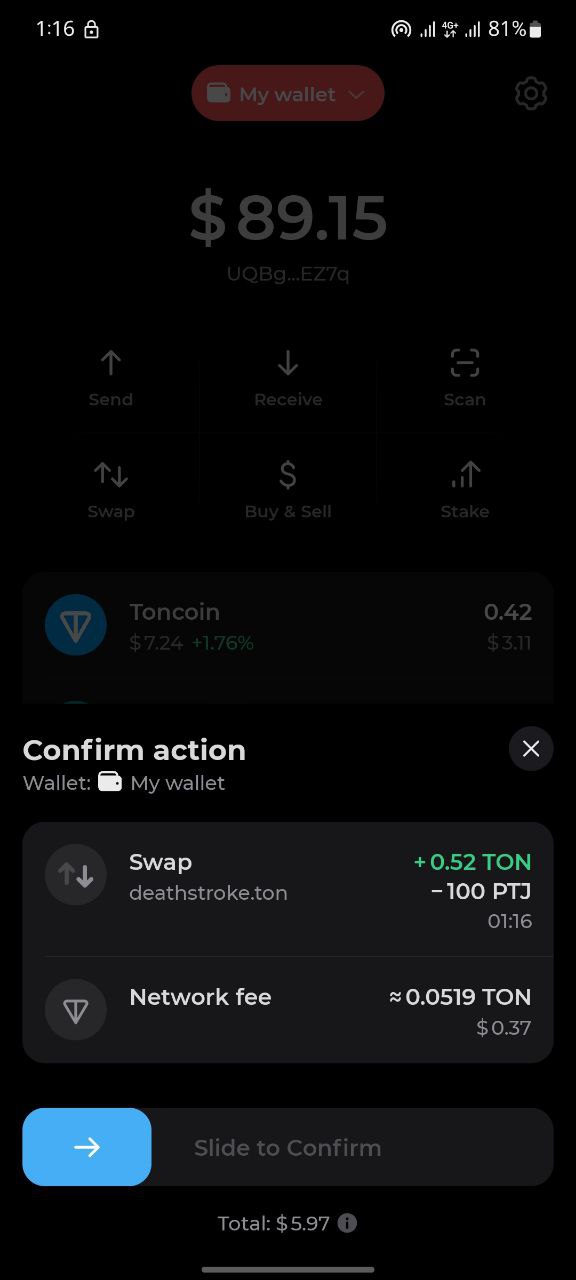 1:16 4G+ 81%
My wallet
$ 89.15
UQBg...EZ7q
Send Receive Scan
Swap Buy & Sell Stake
Toncoin 0.42
$ 7.24 +1.76% $ 3.11
Confirm action
Wallet: My wallet
Swap + 0.52 TON
deathstroke.ton − 100 PTJ
01:16
Network fee ≈ 0.0519 TON
$ 0.37
Slide to Confirm
Total: $ 5.97